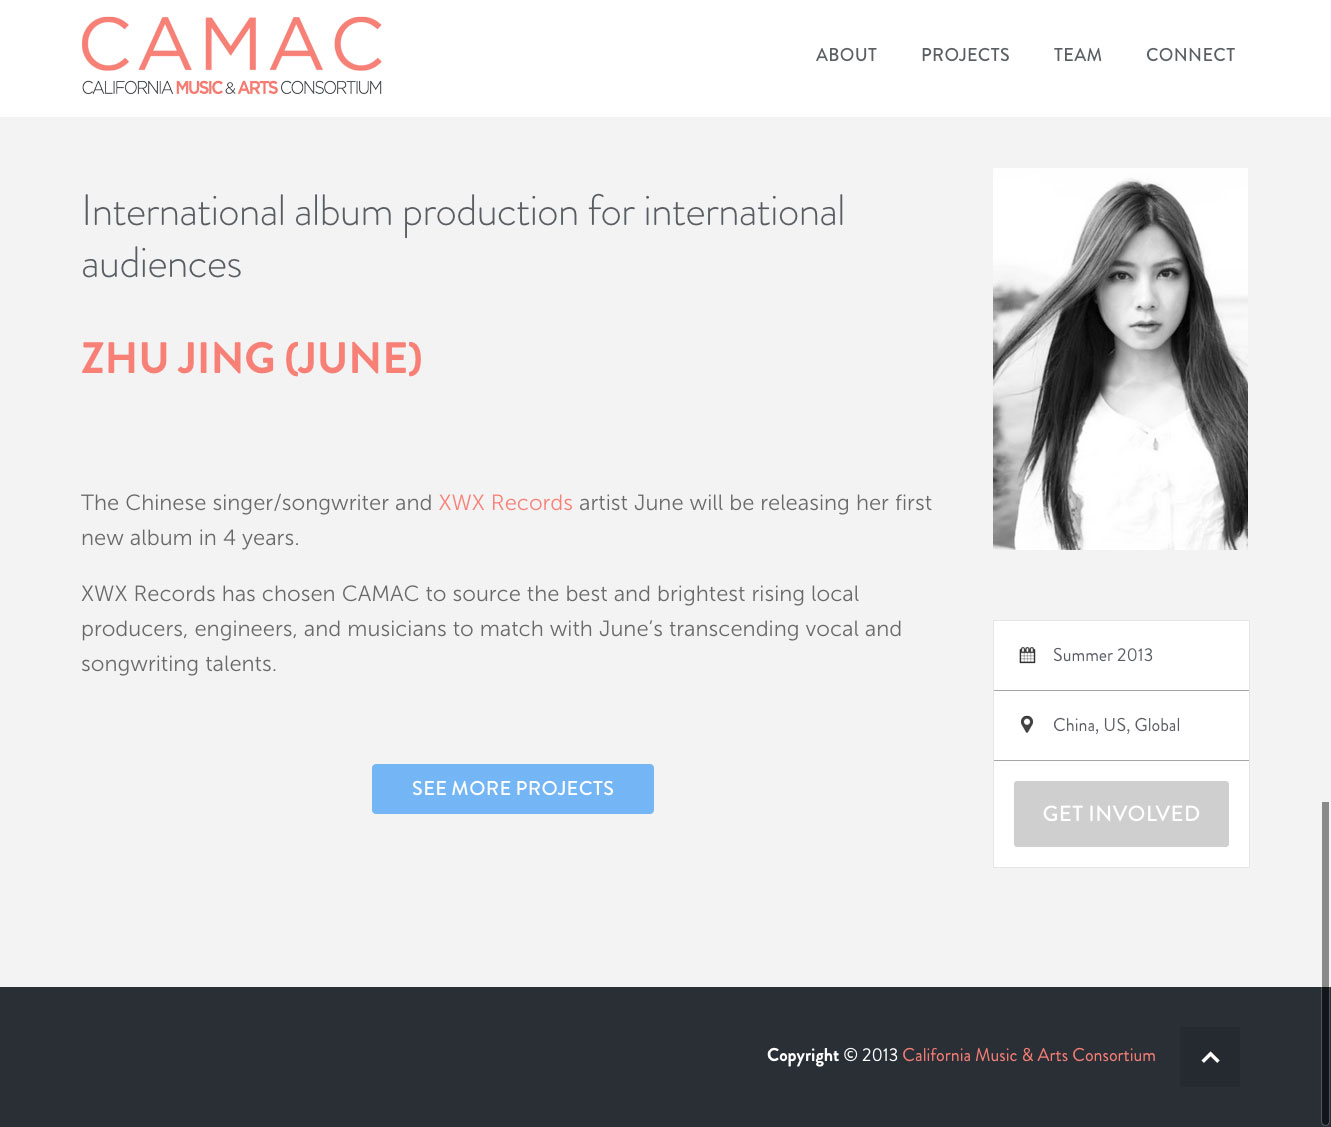 CAMAC
CALIFORNIA MUSIC & ARTS CONSORTIUM
ABOUT PROJECTS TEAM CONNECT
International album production for international
audiences
ZHU JING (JUNE)
The Chinese singer/songwriter and XWX Records artist June will be releasing her first
new album in 4 years.
XWX Records has chosen CAMAC to source the best and brightest rising local
producers, engineers, and musicians to match with June's transcending vocal and
songwriting talents.
SEE MORE PROJECTS
Summer 2013
China, US, Global
GET INVOLVED
Copyright © 2013 California Music & Arts Consortium